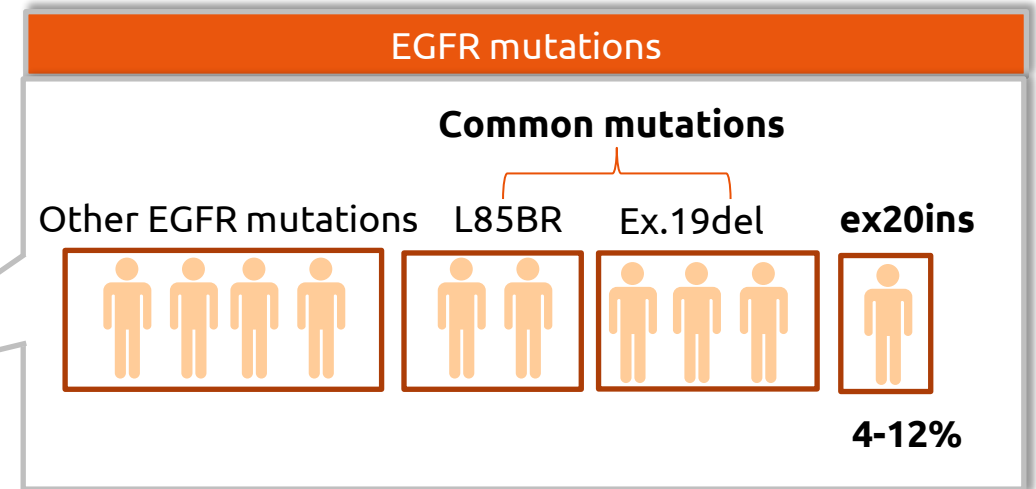 EGFR mutations
Common mutations
Other EGFR mutations L85BR Ex.19del ex20ins
4-12%